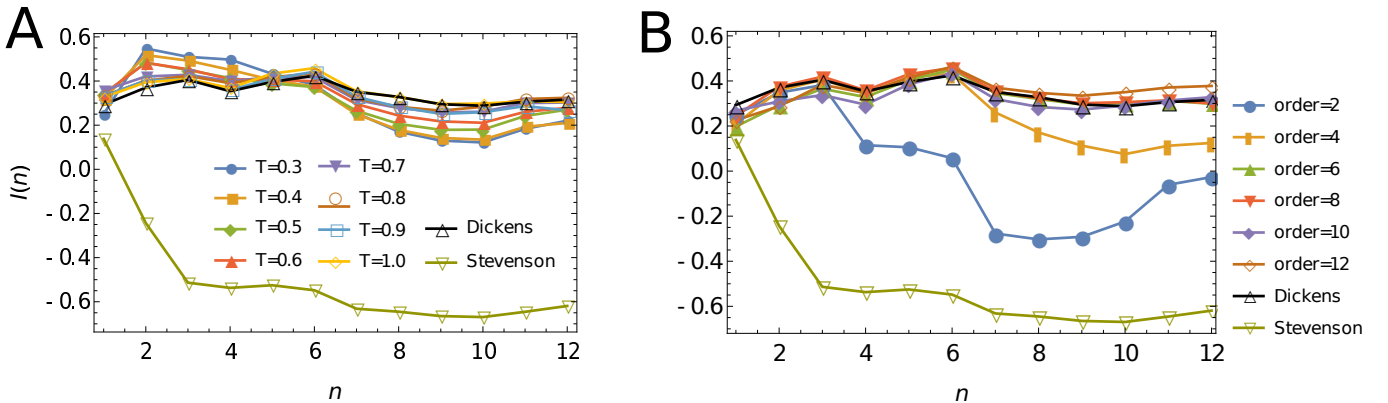 A
I(n)
0.6
0.4
0.2
0.0
- 0.2
- 0.4
- 0.6
2
4
6
8
10
12
n
T=0.3
T=0.4
T=0.5
T=0.6
T=0.7
T=0.8
T=0.9
T=1.0
Dickens
Stevenson
B
0.6
0.4
0.2
0.0
- 0.2
- 0.4
- 0.6
2
4
6
8
10
12
n
order=2
order=4
order=6
order=8
order=10
order=12
Dickens
Stevenson